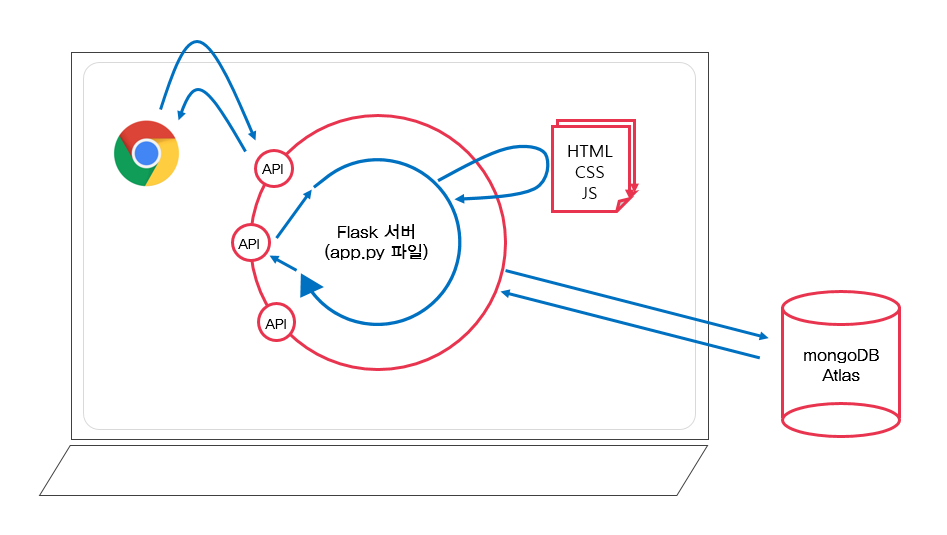 API
API
API
Flask 서버
(app.py 파일)
HTML
CSS
JS
mongoDB
Atlas